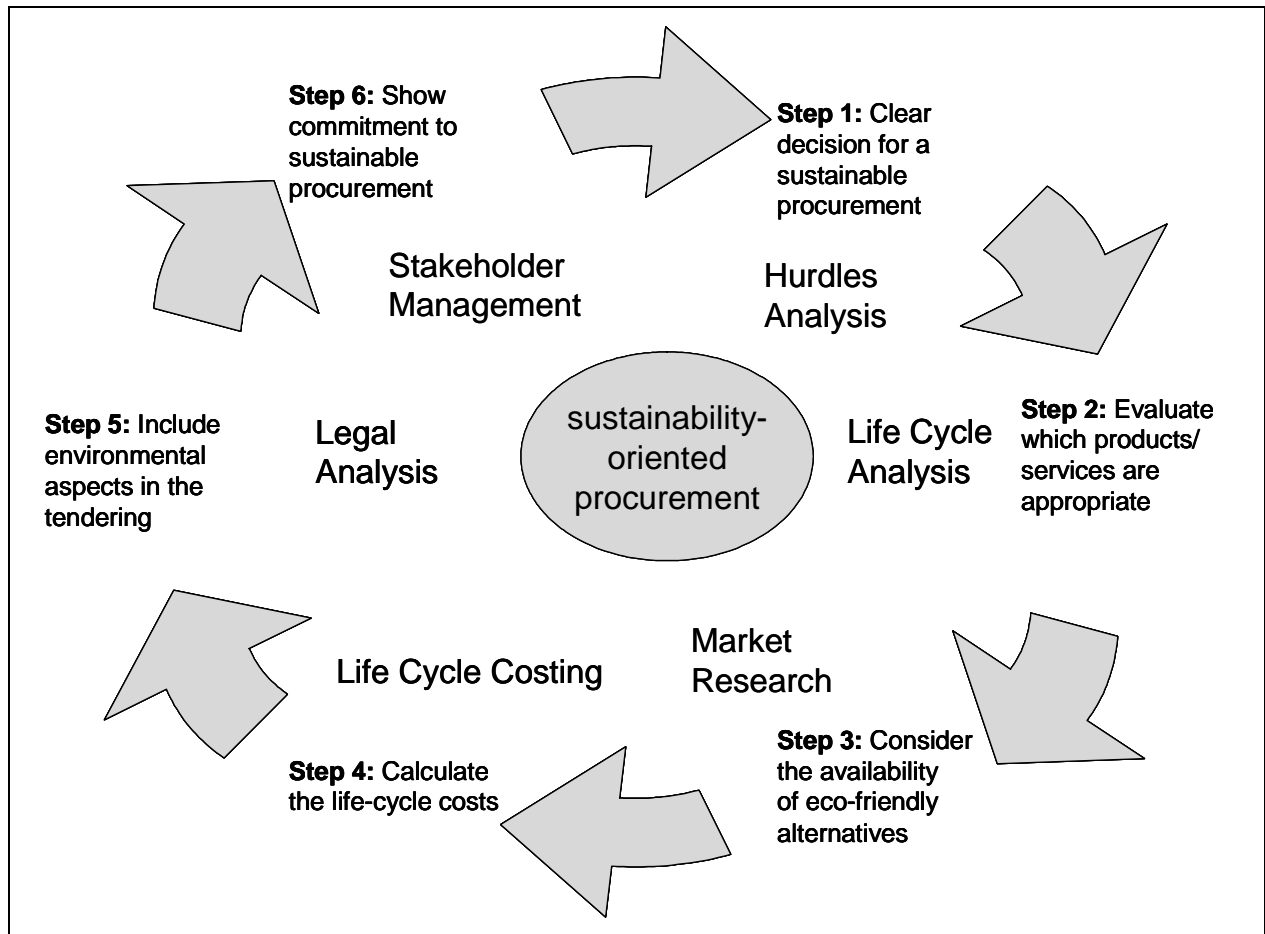 Step 6: Show
commitment to
sustainable
procurement
Step 1: Clear
decision for a
sustainable
procurement
Stakeholder
Management
Hurdles
Analysis
Step 5: Include
environmental
aspects in the
tendering
Legal
Analysis
sustainability-
oriented
procurement
Life Cycle
Analysis
Step 2: Evaluate
which products/
services are
appropriate
Life Cycle Costing
Market
Research
Step 4: Calculate
the life-cycle costs
Step 3: Consider
the availability
of eco-friendly
alternatives